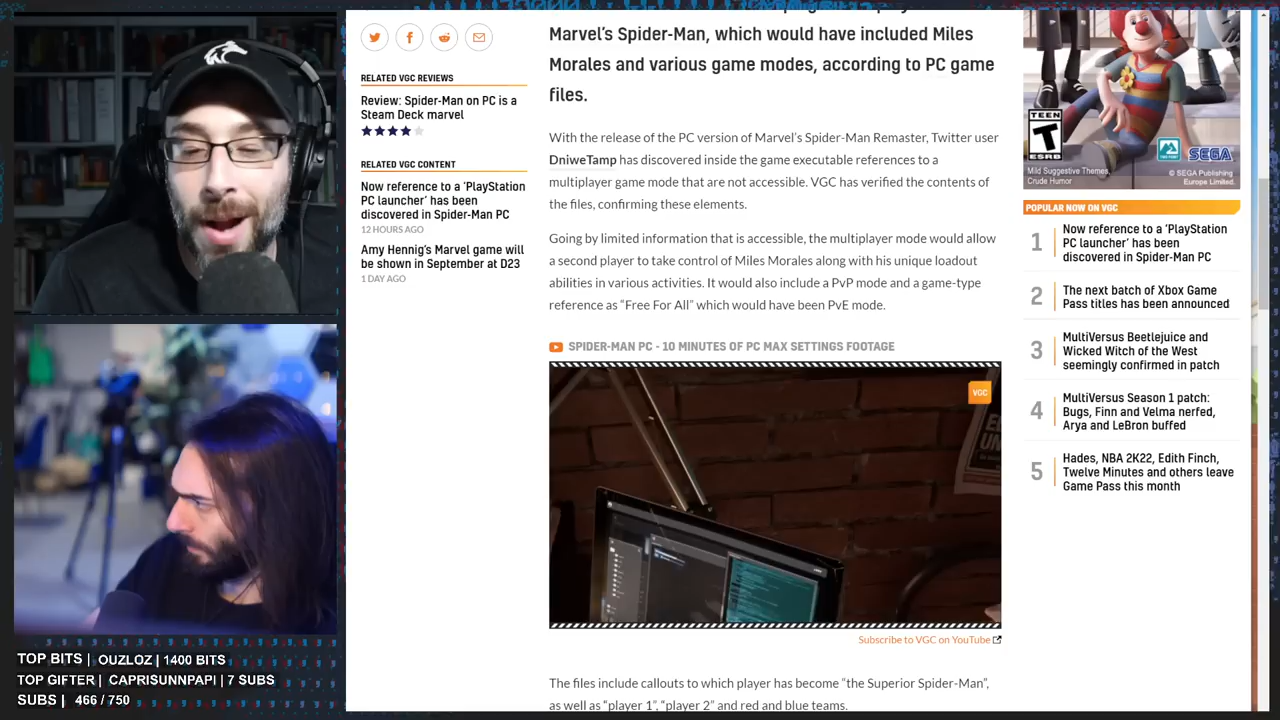 RELATED VGC REVIEWS
Review: Spider-Man on PC is a
Steam Deck marvel
RELATED VGC CONTENT
Now reference to a ‘PlayStation
PC launcher’ has been
discovered in Spider-Man PC
12 HOURS AGO
Amy Hennig’s Marvel game will
be shown in September at D23
1 DAY AGO
Marvel’s Spider-Man, which would have included Miles
Morales and various game modes, according to PC game
files.
With the release of the PC version of Marvel’s Spider-Man Remaster, Twitter user
DniweTamp has discovered inside the game executable references to a
multiplayer game mode that are not accessible. VGC has verified the contents of
the files, confirming these elements.
Going by limited information that is accessible, the multiplayer mode would allow
a second player to take control of Miles Morales along with his unique loadout
abilities in various activities. It would also include a PvP mode and a game-type
reference as “Free For All” which would have been PvE mode.
SPIDER-MAN PC - 10 MINUTES OF PC MAX SETTINGS FOOTAGE
VGC
Subscribe to VGC on YouTube
The files include callouts to which player has become “the Superior Spider-Man”,
as well as “player 1”, “player 2” and red and blue teams.
TEEN
T
ESRB
SEGA
Mild Suggestive Themes,
Crude Humor
© SEGA Publishing
Europe Limited.
POPULAR NOW ON VGC
1
Now reference to a ‘PlayStation
PC launcher’ has been
discovered in Spider-Man PC
2
The next batch of Xbox Game
Pass titles has been announced
3
MultiVersus Beetlejuice and
Wicked Witch of the West
seemingly confirmed in patch
4
MultiVersus Season 1 patch:
Bugs, Finn and Velma nerfed,
Arya and LeBron buffed
5
Hades, NBA 2K22, Edith Finch,
Twelve Minutes and others leave
Game Pass this month
TOP BITS | OUZLOZ | 1400 BITS
TOP GIFTER | CAPRISUNNPAPI | 7 SUBS
SUBS | 466 / 750